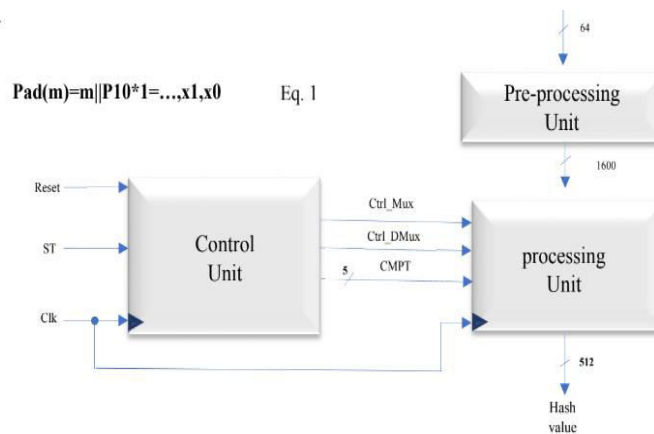 64
Pad(m)=m||P10*1=...,x1,x0 Eq. 1
Pre-processing
Unit
1600
Reset
Ctrl_Mux
ST
Control
Unit
Ctrl_DMux
5
CMPT
processing
Unit
Clk
512
Hash
value